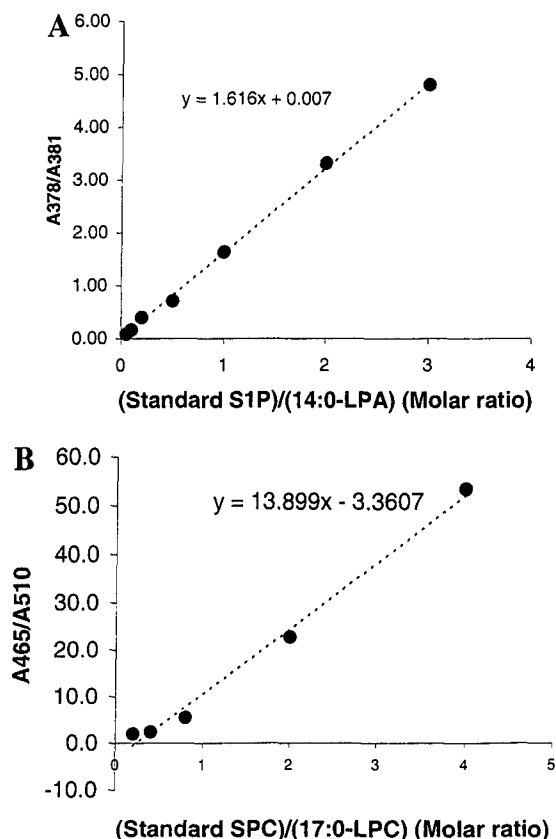 A
6.00
5.00
4.00
3.00
2.00
1.00
0.00
y = 1.616x + 0.007
A378/A381
0 1 2 3 4
(Standard S1P)/(14:0-LPA) (Molar ratio)
B
60.0
50.0
40.0
30.0
20.0
10.0
0.0
-10.0
y = 13.899x - 3.3607
A465/A510
0 1 2 3 4 5
(Standard SPC)/(17:0-LPC) (Molar ratio)